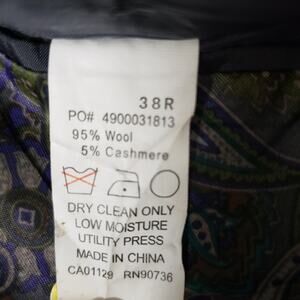 38R
PO# 4900031813
95% Wool
5% Cashmere
DRY CLEAN ONLY
LOW MOISTURE
UTILITY PRESS
MADE IN CHINA
CA01129 RN90736